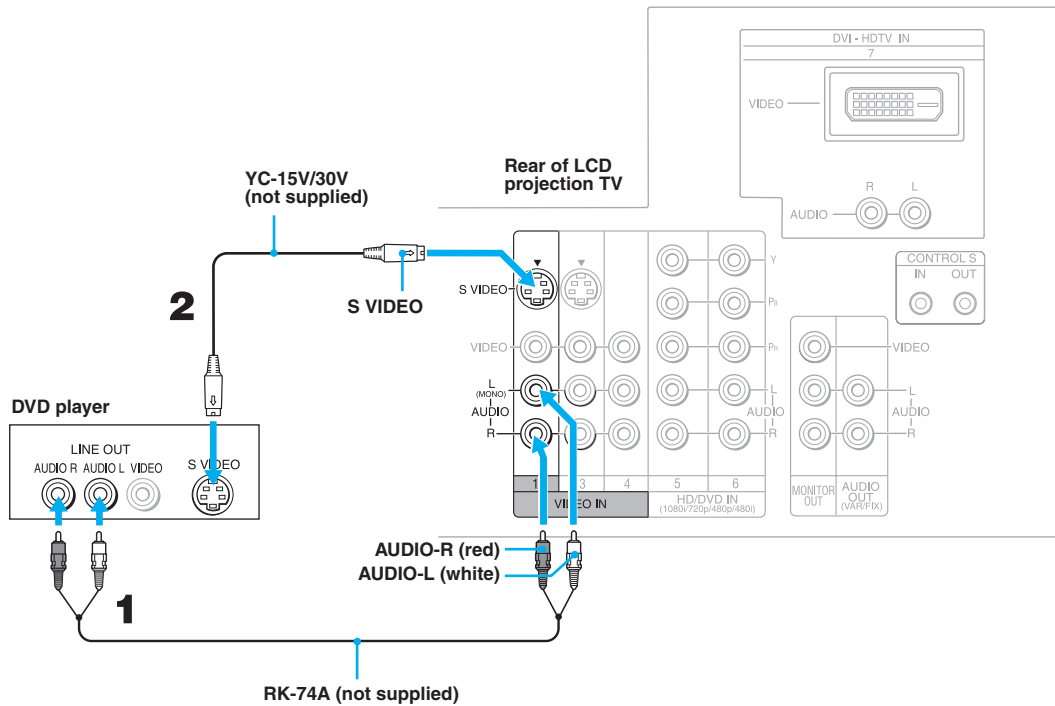 DVI - HDTV IN
7
VIDEO
R L
AUDIO
Rear of LCD
projection TV
YC-15V/30V
(not supplied)
CONTROL S
IN OUT
S VIDEO
Y
PB
PR
S VIDEO
2
VIDEO
L
(MONO)
AUDIO
R
L
AUDIO
R
VIDEO
L
AUDIO
R
DVD player
LINE OUT
AUDIO R AUDIO L VIDEO
S VIDEO
1 3 4 5 6
VIDEO IN
HD/DVD IN
(1080i/720p/480p/480i)
MONITOR
OUT
AUDIO
OUT
(VAR/FIX)
AUDIO-R (red)
AUDIO-L (white)
1
RK-74A (not supplied)